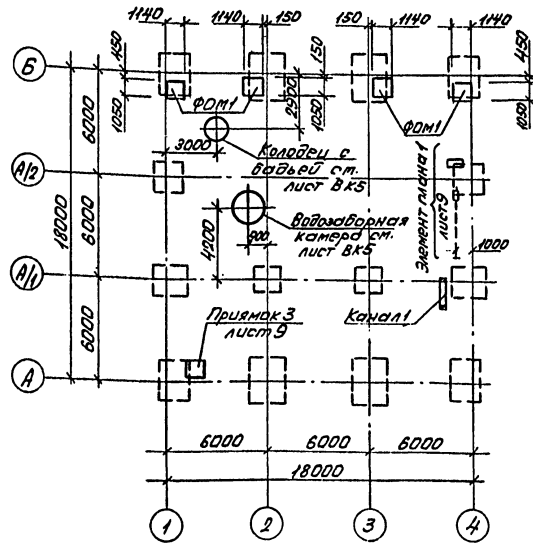 1140 1140 150 150 1140 1140
450 150 450
Б
1050 ФОМ1 1050 2900 ФОМ1 1050
6000
3000
Колодец с
бадьей см.
лист ВК5
А/2
Элемент плана 1
лист 9
18000 6000
4200
Водозаборная
камера см.
лист ВК5
900
1000
А/1
Приямок 3
лист 9
Канал 1
6000
А
6000 6000 6000
18000
1 2 3 4